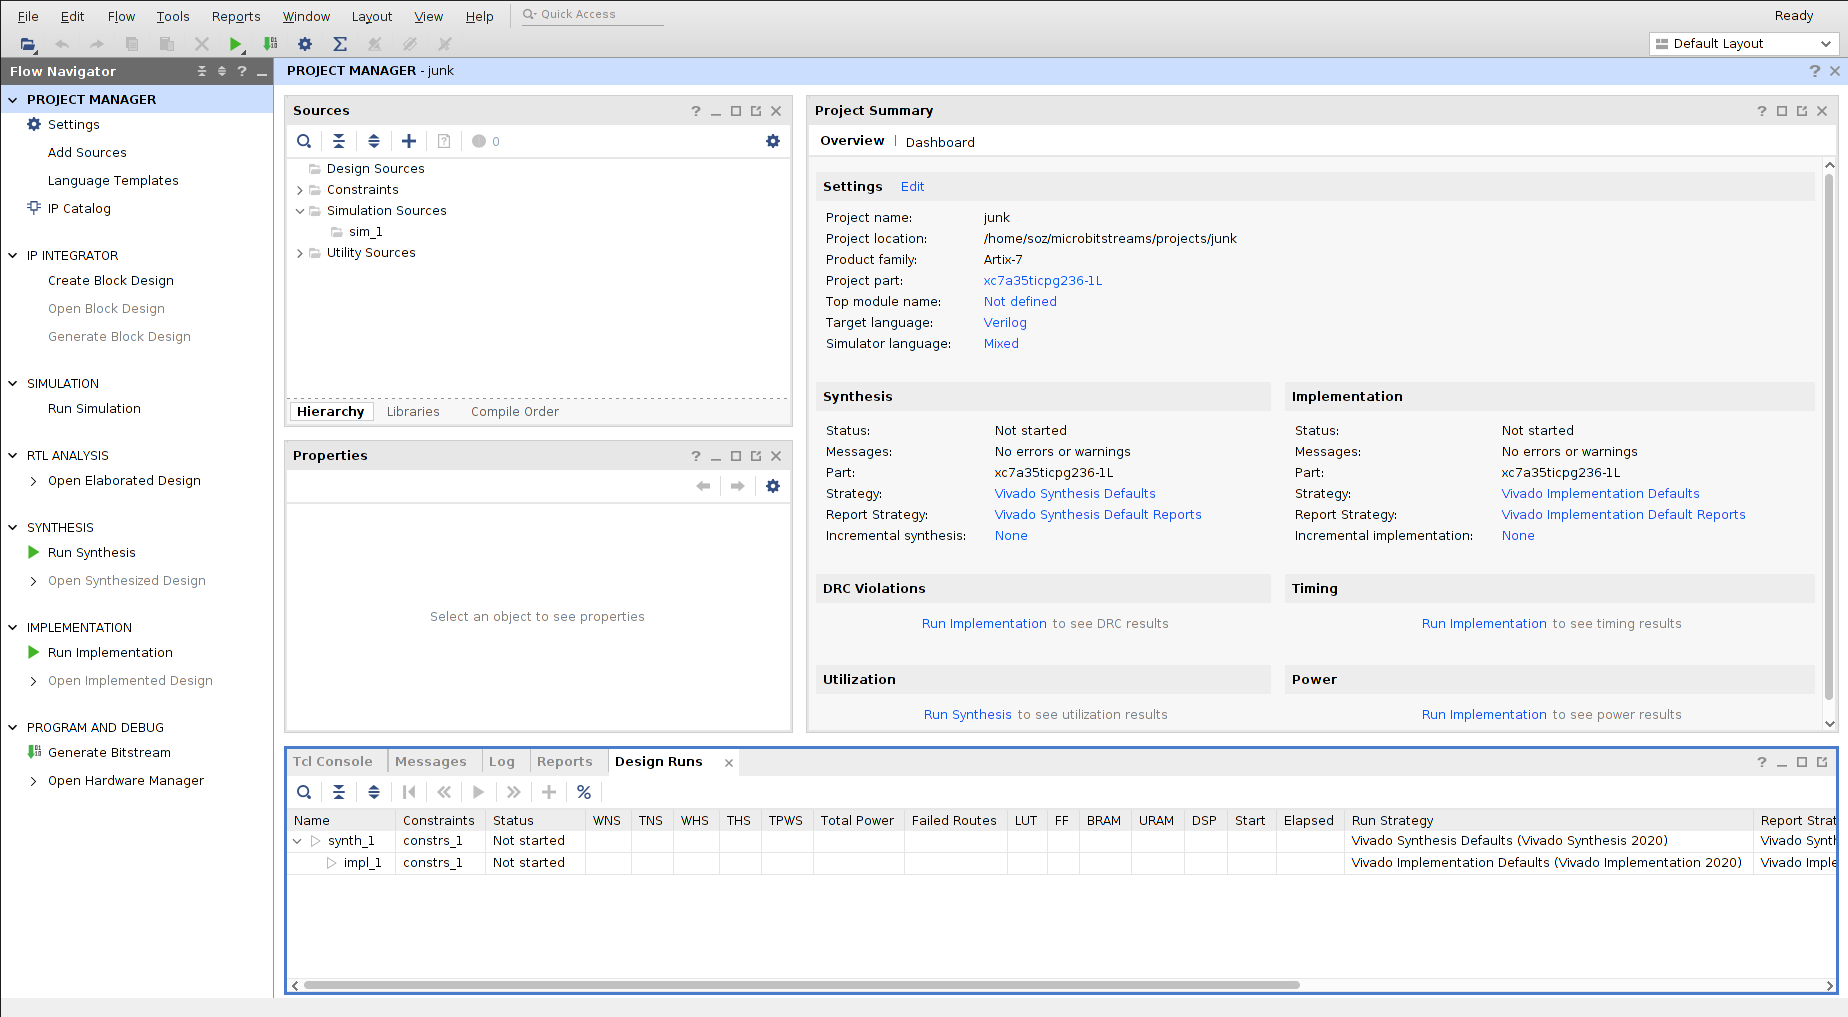 File Edit Flow Tools Reports Window Layout View Help Quick Access Ready
Default Layout
Flow Navigator
PROJECT MANAGER - junk
PROJECT MANAGER
Settings
Add Sources
Language Templates
IP Catalog
IP INTEGRATOR
Create Block Design
Open Block Design
Generate Block Design
SIMULATION
Run Simulation
RTL ANALYSIS
Open Elaborated Design
SYNTHESIS
Run Synthesis
Open Synthesized Design
IMPLEMENTATION
Run Implementation
Open Implemented Design
PROGRAM AND DEBUG
Generate Bitstream
Open Hardware Manager
Sources
0
Design Sources
Constraints
Simulation Sources
sim_1
Utility Sources
Hierarchy Libraries Compile Order
Properties
Select an object to see properties
Project Summary
Overview | Dashboard
Settings Edit
Project name: junk
Project location: /home/soz/microbitstreams/projects/junk
Product family: Artix-7
Project part: xc7a35ticpg236-1L
Top module name: Not defined
Target language: Verilog
Simulator language: Mixed
Synthesis
Status: Not started
Messages: No errors or warnings
Part: xc7a35ticpg236-1L
Strategy: Vivado Synthesis Defaults
Report Strategy: Vivado Synthesis Default Reports
Incremental synthesis: None
Implementation
Status: Not started
Messages: No errors or warnings
Part: xc7a35ticpg236-1L
Strategy: Vivado Implementation Defaults
Report Strategy: Vivado Implementation Default Reports
Incremental implementation: None
DRC Violations
Run Implementation to see DRC results
Timing
Run Implementation to see timing results
Utilization
Run Synthesis to see utilization results
Power
Run Implementation to see power results
Tcl Console Messages Log Reports Design Runs
Name Constraints Status WNS TNS WHS THS TPWS Total Power Failed Routes LUT FF BRAM URAM DSP Start Elapsed Run Strategy Report Strat
synth_1 constrs_1 Not started Vivado Synthesis Defaults (Vivado Synthesis 2020) Vivado Synth
impl_1 constrs_1 Not started Vivado Implementation Defaults (Vivado Implementation 2020) Vivado Imple